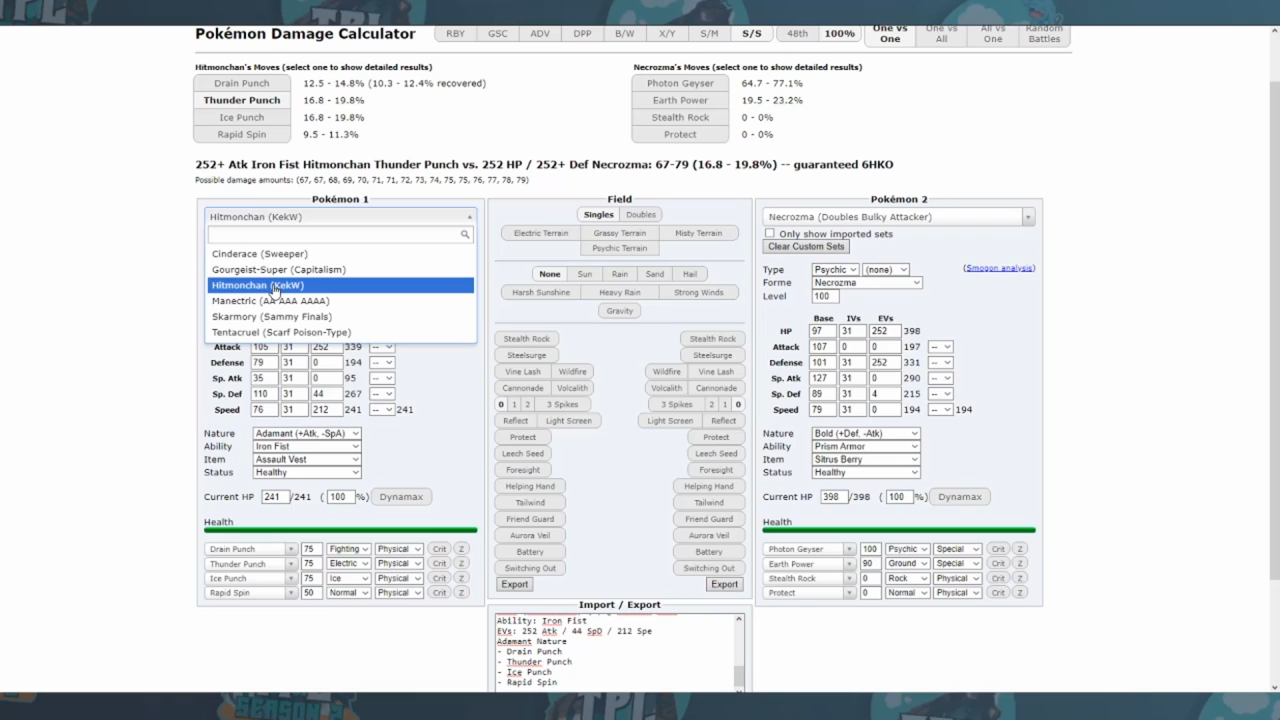 Pokémon Damage Calculator RBY GSC ADV DPP B/W X/Y S/M S/S 48th 100% One vs One One vs All All vs One Random Battles
Hitmonchan's Moves (select one to show detailed results)
Drain Punch 12.5 - 14.8% (10.3 - 12.4% recovered)
Thunder Punch 16.8 - 19.8%
Ice Punch 16.8 - 19.8%
Rapid Spin 9.5 - 11.3%
Necrozma's Moves (select one to show detailed results)
Photon Geyser 64.7 - 77.1%
Earth Power 19.5 - 23.2%
Stealth Rock 0 - 0%
Protect 0 - 0%
252+ Atk Iron Fist Hitmonchan Thunder Punch vs. 252 HP / 252+ Def Necrozma: 67-79 (16.8 - 19.8%) -- guaranteed 6HKO
Possible damage amounts: (67, 67, 68, 69, 70, 71, 71, 72, 73, 74, 75, 75, 76, 77, 78, 79)
Pokémon 1
Hitmonchan (KekW)
Cinderace (Sweeper)
Gourgeist-Super (Capitalism)
Hitmonchan (KekW)
Manectric (AA AAA AAAA)
Skarmory (Sammy Finals)
Tentacruel (Scarf Poison-Type)
Attack 105 31 252 339 --
Defense 79 31 0 194 --
Sp. Atk 35 31 0 95 --
Sp. Def 110 31 44 267 --
Speed 76 31 212 241 -- 241
Nature Adamant (+Atk, -SpA)
Ability Iron Fist
Item Assault Vest
Status Healthy
Current HP 241 /241 ( 100 %) Dynamax
Health
Drain Punch 75 Fighting Physical Crit Z
Thunder Punch 75 Electric Physical Crit Z
Ice Punch 75 Ice Physical Crit Z
Rapid Spin 50 Normal Physical Crit Z
Field
Singles Doubles
Electric Terrain Grassy Terrain Misty Terrain
Psychic Terrain
None Sun Rain Sand Hail
Harsh Sunshine Heavy Rain Strong Winds
Gravity
Stealth Rock Stealth Rock
Steelsurge Steelsurge
Vine Lash Wildfire Wildfire Vine Lash
Cannonade Volcalith Volcalith Cannonade
0 1 2 3 Spikes 3 Spikes 2 1 0
Reflect Light Screen Light Screen Reflect
Protect Protect
Leech Seed Leech Seed
Foresight Foresight
Helping Hand Helping Hand
Tailwind Tailwind
Friend Guard Friend Guard
Aurora Veil Aurora Veil
Battery Battery
Switching Out Switching Out
Export Export
Import / Export
Ability: Iron Fist
EVs: 252 Atk / 44 SpD / 212 Spe
Adamant Nature
- Drain Punch
- Thunder Punch
- Ice Punch
- Rapid Spin
Pokémon 2
Necrozma (Doubles Bulky Attacker)
Only show imported sets
Clear Custom Sets
Type Psychic (none) (Smogon analysis)
Forme Necrozma
Level 100
Base IVs EVs
HP 97 31 252 398
Attack 107 0 0 197 --
Defense 101 31 252 331 --
Sp. Atk 127 31 0 290 --
Sp. Def 89 31 4 215 --
Speed 79 31 0 194 -- 194
Nature Bold (+Def, -Atk)
Ability Prism Armor
Item Sitrus Berry
Status Healthy
Current HP 398 /398 ( 100 %) Dynamax
Health
Photon Geyser 100 Psychic Special Crit Z
Earth Power 90 Ground Special Crit Z
Stealth Rock 0 Rock Physical Crit Z
Protect 0 Normal Physical Crit Z
SEASON